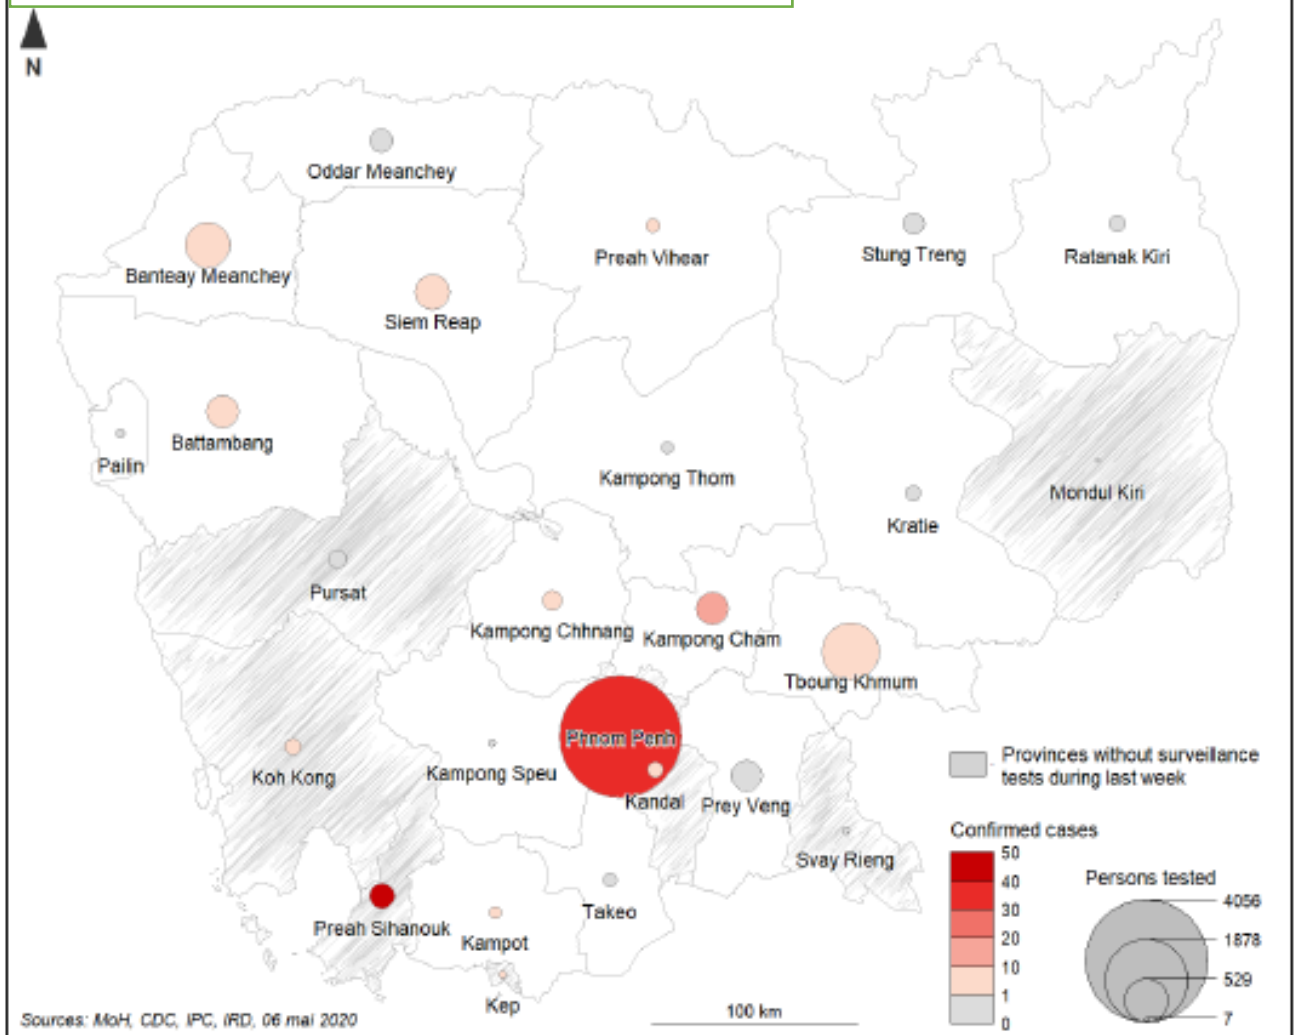 N
Oddar Meanchey
Banteay Meanchey
Siem Reap
Preah Vihear
Stung Treng
Ratanak Kiri
Pailin
Battambang
Kampong Thom
Kratie
Mondul Kiri
Pursat
Kampong Chhnang
Kampong Cham
Tboung Khmum
Koh Kong
Kampong Speu
Phnom Penh
Kandal
Prey Veng
Svay Rieng
Preah Sihanouk
Kampot
Takeo
Kep
Provinces without surveillance
tests during last week
Confirmed cases
50
40
30
20
10
1
0
Persons tested
4056
1878
529
7
Sources: MoH, CDC, IPC, IRD, 06 mai 2020
100 km